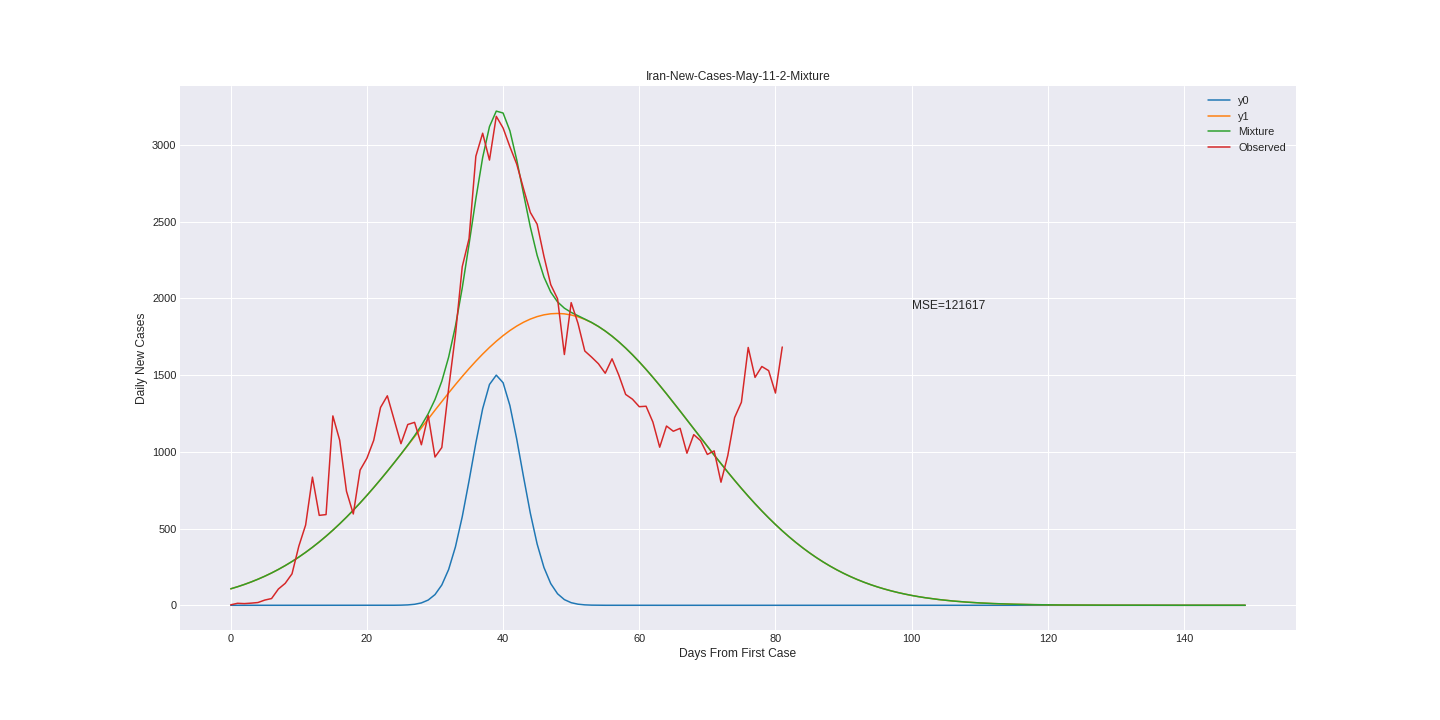 Iran-New-Cases-May-11-2-Mixture
y0
y1
Mixture
Observed
3000
2500
2000
1500
1000
500
0
Daily New Cases
MSE=121617
0 20 40 60 80 100 120 140
Days From First Case